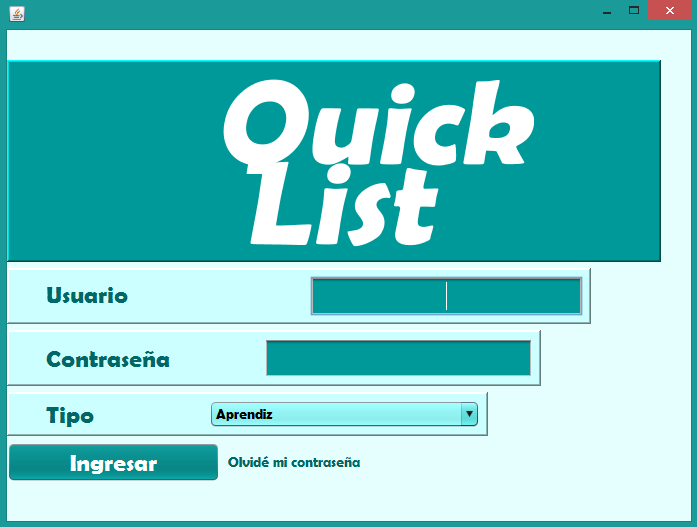 Quick
List
Usuario
Contraseña
Tipo
Aprendiz
Ingresar
Olvidé mi contraseña